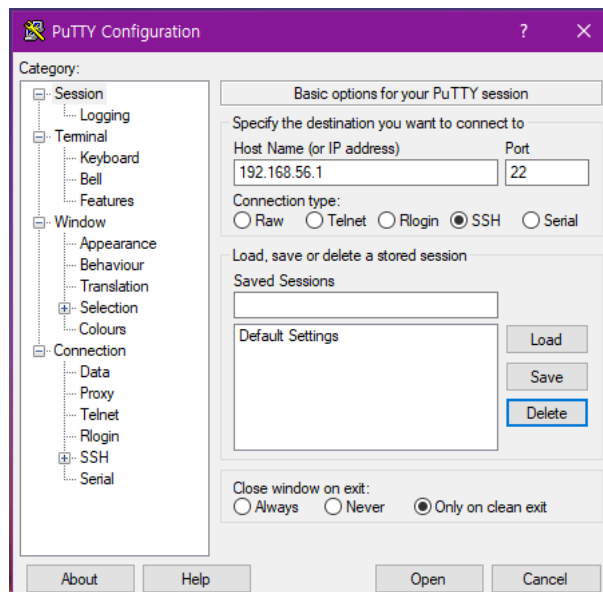 PuTTY Configuration
?
Category:
Session
Logging
Terminal
Keyboard
Bell
Features
Window
Appearance
Behaviour
Translation
Selection
Colours
Connection
Data
Proxy
Telnet
Rlogin
SSH
Serial
Basic options for your PuTTY session
Specify the destination you want to connect to
Host Name (or IP address) Port
192.168.56.1 22
Connection type:
Raw Telnet Rlogin SSH Serial
Load, save or delete a stored session
Saved Sessions
Default Settings
Load
Save
Delete
Close window on exit:
Always Never Only on clean exit
About Help Open Cancel